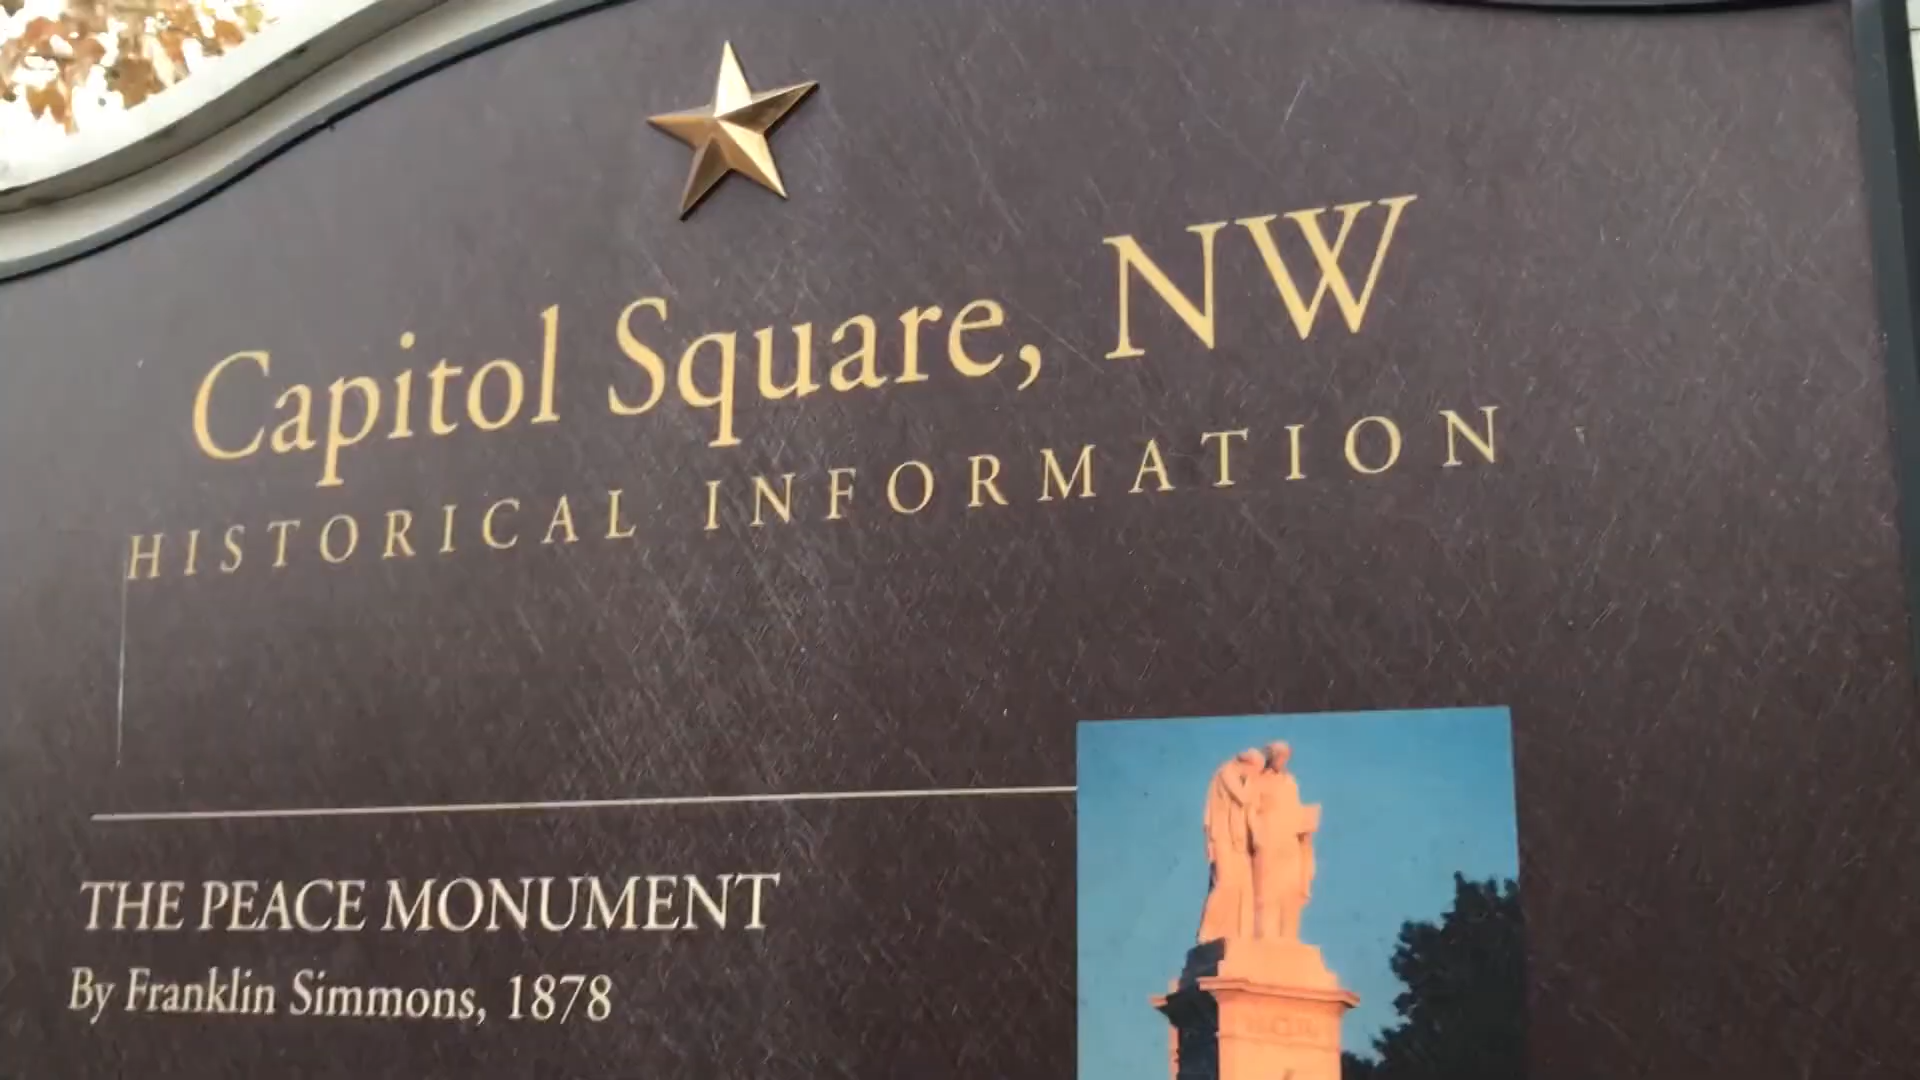 Capitol Square, NW
HISTORICAL INFORMATION
THE PEACE MONUMENT
By Franklin Simmons, 1878